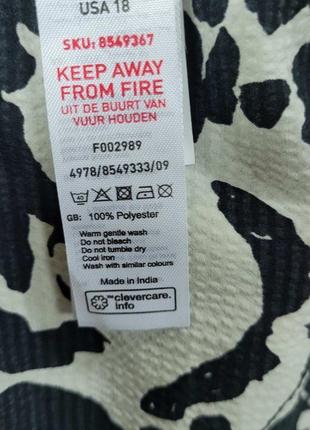 USA 18
SKU: 8549367
KEEP AWAY
FROM FIRE
UIT DE BUURT VAN
VUUR HOUDEN
F002989
4978/8549333/09
40
GB: 100% Polyester
Warm gentle wash
Do not bleach
Do not tumble dry
Cool iron
Wash with similar colours
Made in India
clevercare.
info